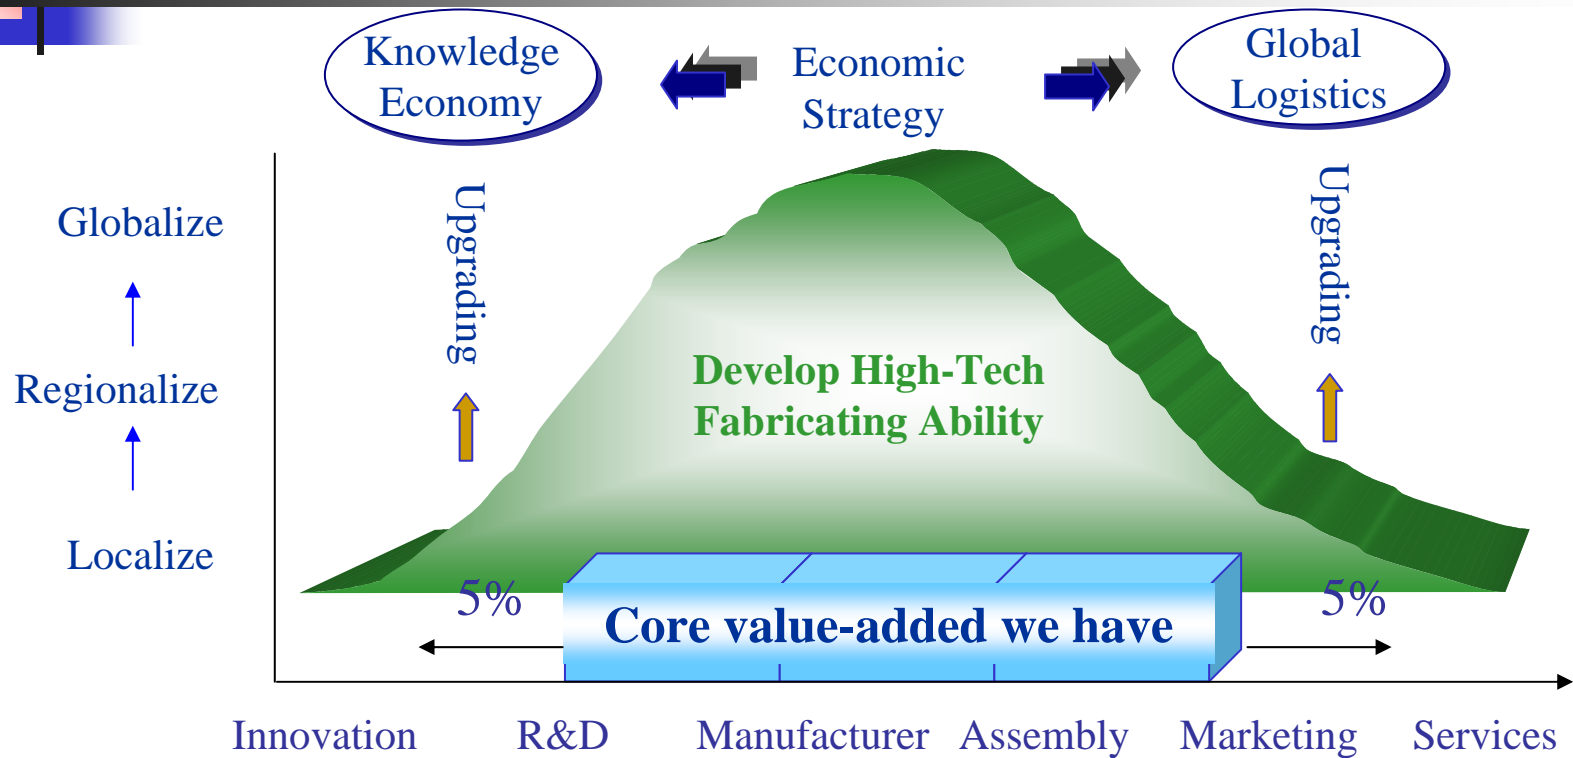 Knowledge
Economy
Economic
Strategy
Global
Logistics
Globalize
Regionalize
Localize
Upgrading
Upgrading
Develop High-Tech
Fabricating Ability
5%
5%
Core value-added we have
Innovation R&D Manufacturer Assembly Marketing Services